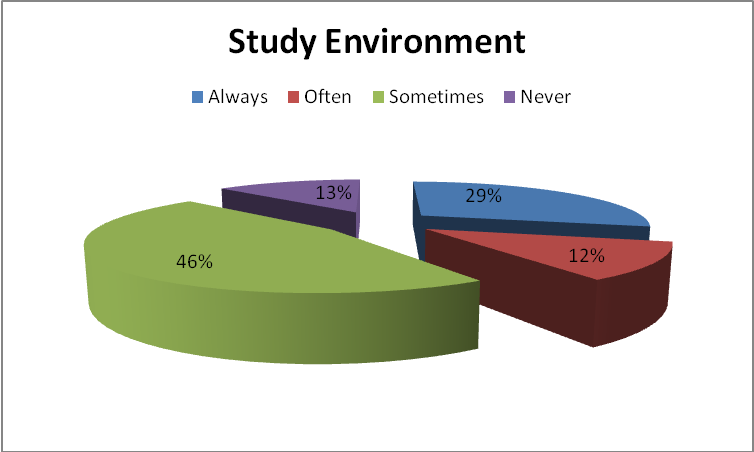 Study Environment
Always Often Sometimes Never
13%
29%
12%
46%